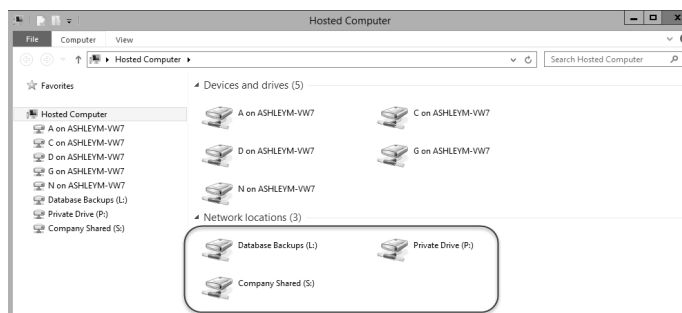 Hosted Computer
File Computer View
Hosted Computer Search Hosted Computer
Favorites
Hosted Computer
A on ASHLEYM-VW7
C on ASHLEYM-VW7
D on ASHLEYM-VW7
G on ASHLEYM-VW7
N on ASHLEYM-VW7
Database Backups (L:)
Private Drive (P:)
Company Shared (S:)
Devices and drives (5)
A on ASHLEYM-VW7 C on ASHLEYM-VW7
D on ASHLEYM-VW7 G on ASHLEYM-VW7
N on ASHLEYM-VW7
Network locations (3)
Database Backups (L:) Private Drive (P:)
Company Shared (S:)